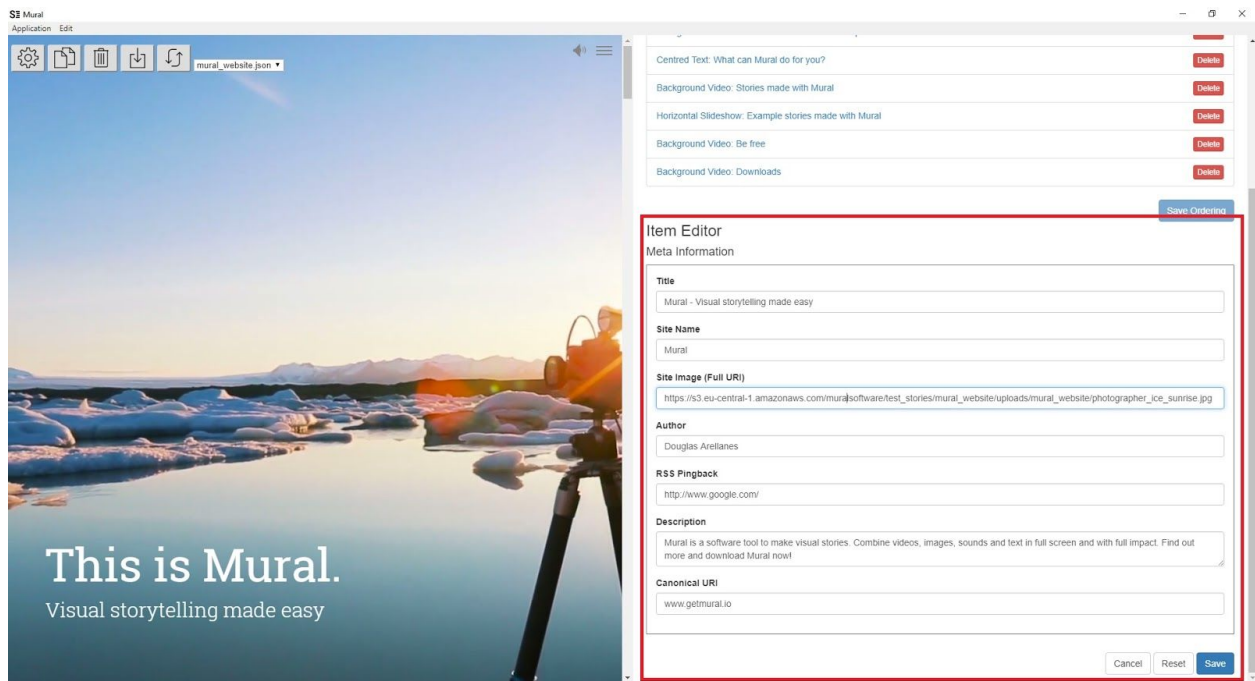 SƎ Mural
Application Edit
mural_website json
Centred Text: What can Mural do for you?
Delete
Background Video: Stories made with Mural
Delete
Horizontal Slideshow: Example stories made with Mural
Delete
Background Video: Be free
Delete
Background Video: Downloads
Delete
Save Ordering
Item Editor
Meta Information
Title
Mural - Visual storytelling made easy
Site Name
Mural
Site Image (Full URI)
https://s3.eu-central-1.amazonaws.com/muralsoftware/test_stories/mural_website/uploads/mural_website/photographer_ice_sunrise.jpg
Author
Douglas Arellanes
RSS Pingback
http://www.google.com/
Description
Mural is a software tool to make visual stories. Combine videos, images, sounds and text in full screen and with full impact. Find out
more and download Mural now!
Canonical URI
www.getmural.io
Cancel
Reset
Save
This is Mural.
Visual storytelling made easy